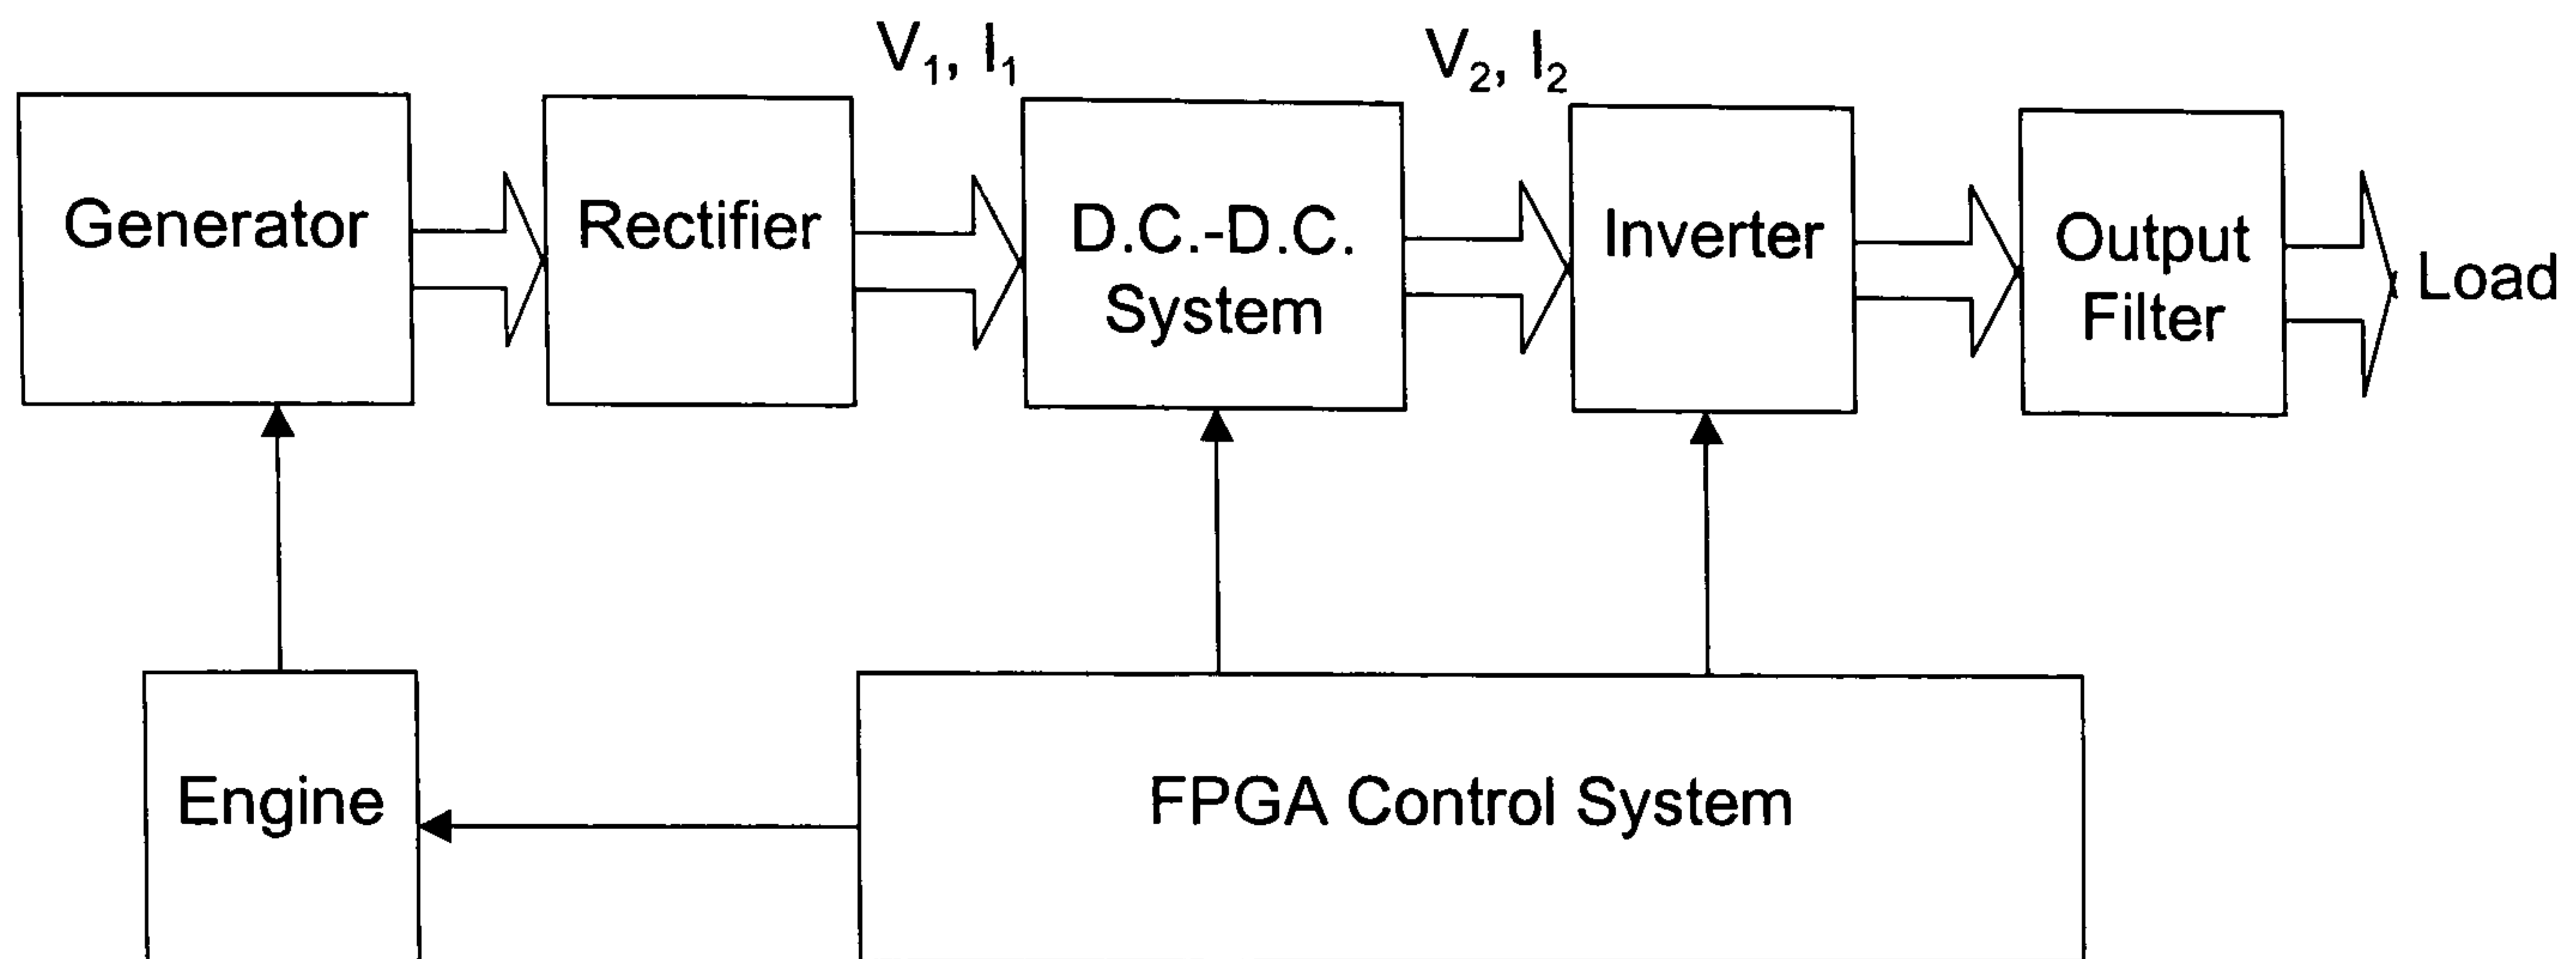 V₁, I₁
V₂, I₂
Generator
Rectifier
D.C.-D.C.
System
Inverter
Output
Filter
Load
Engine
FPGA Control System